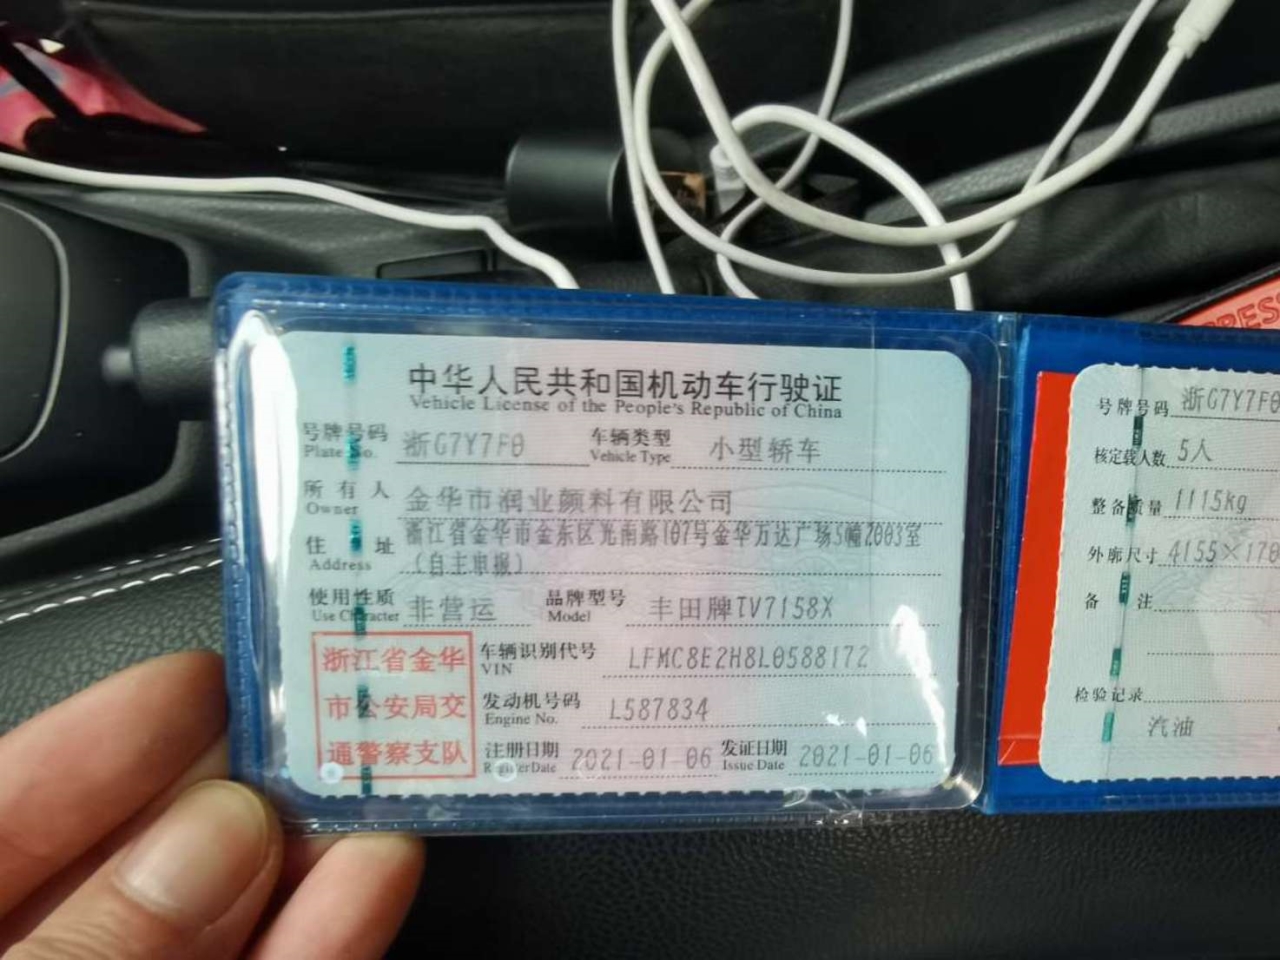 中华人民共和国机动车行驶证
Vehicle License of the People's Republic of China
号牌号码 浙G7Y7F0 车辆类型 小型轿车
Plate No. Vehicle Type
所有人 金华市润业颜料有限公司
Owner
住址 浙江省金华市金东区光南路107号金华万达广场5幢2003室
Address (自主申报)
使用性质 非营运 品牌型号 丰田牌TV7158X
Use Character Model
浙江省金华
市公安局交
通警察支队
车辆识别代号 LFMC8E2H8L0588172
VIN
发动机号码 L587834
Engine No.
注册日期 2021-01-06 发证日期 2021-01-06
Register Date Issue Date
号牌号码 浙G7Y7F0
核定载人数 5人
整备质量 1115kg
外廓尺寸 4155×176
备注
检验记录
汽油
PRES